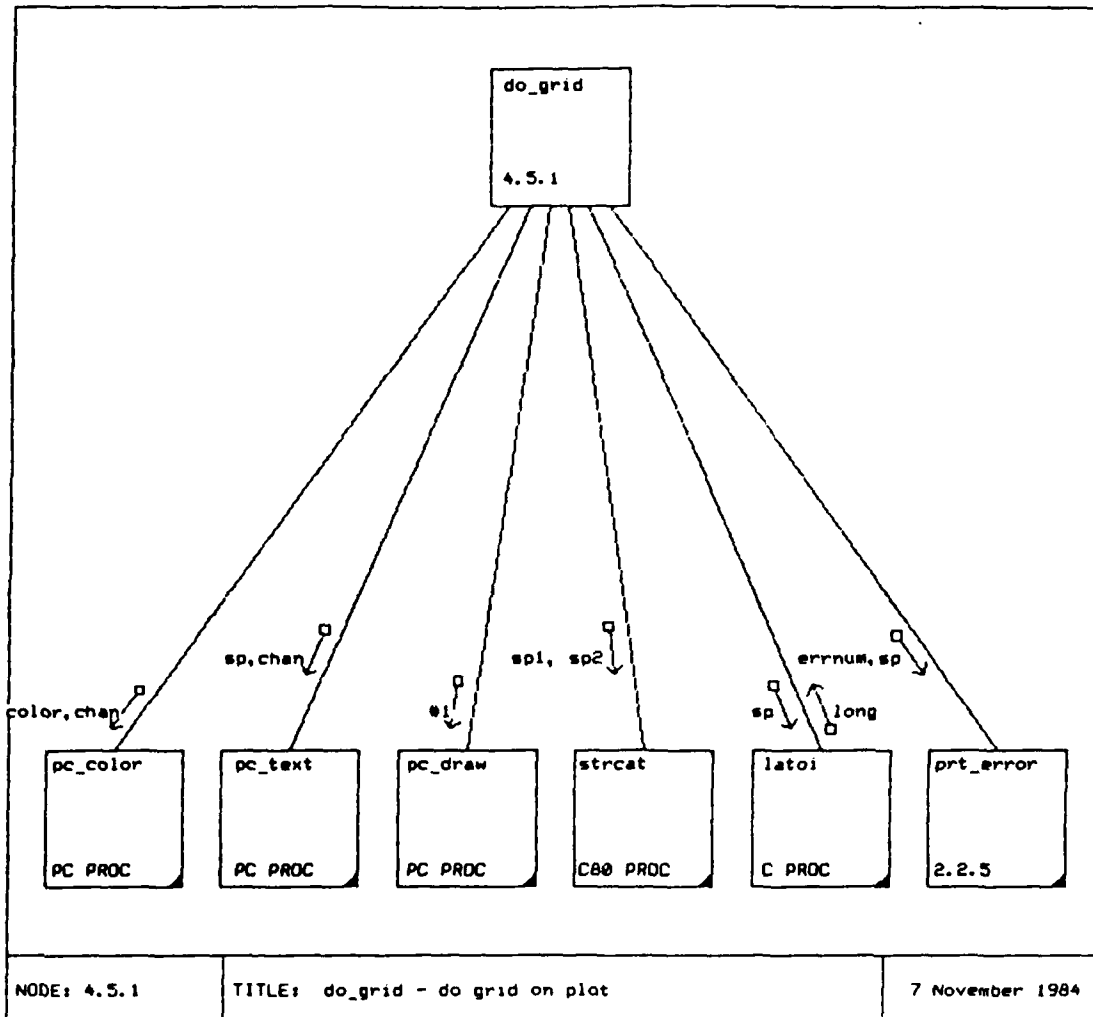 do_grid
4.5.1
sp,chan
sp1, sp2
errnum,sp
color,chan
#1
sp
long
pc_color
pc_text
pc_draw
strcat
latoi
prt_error
PC PROC
PC PROC
PC PROC
C80 PROC
C PROC
2.2.5
NODE: 4.5.1
TITLE: do_grid - do grid on plot
7 November 1984